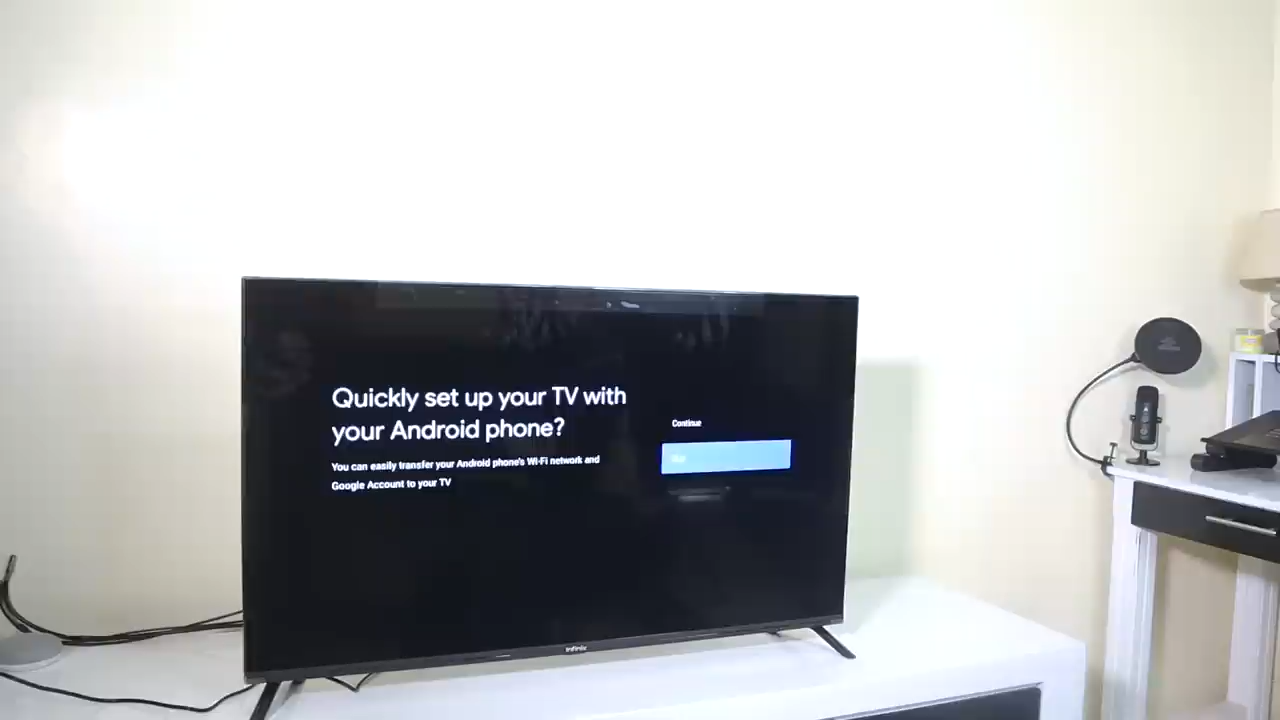 Quickly set up your TV with
your Android phone?
You can easily transfer your Android phone's Wi-Fi network and
Google Account to your TV
Continue
Infinix